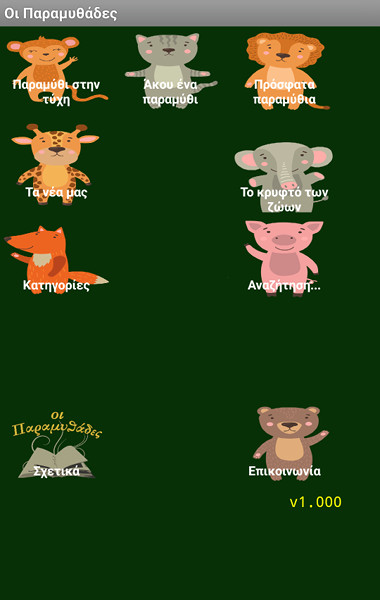 Οι Παραμυθάδες
Παραμύθι στην
τύχη
Άκου ένα
παραμύθι
Πρόσφατα
παραμύθια
Τα νέα μας
Το κρυφτό των
ζώων
Κατηγορίες
Αναζήτηση...
οι
Παραμυθάδες
Σχετικά
Επικοινωνία
v1.000